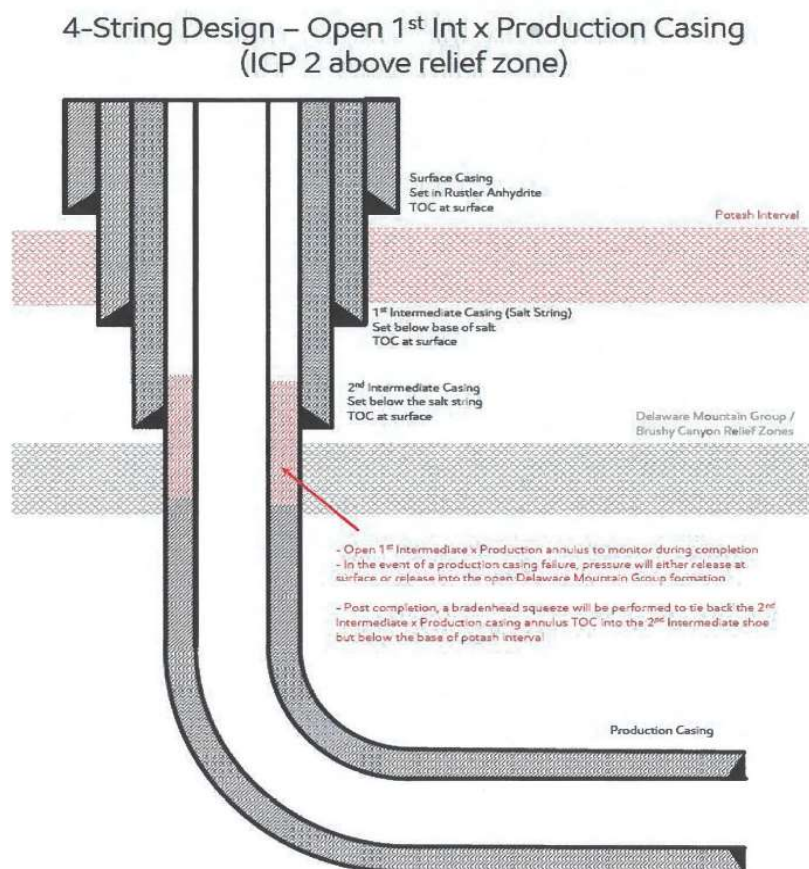 4-String Design – Open 1st Int x Production Casing
(ICP 2 above relief zone)
Surface Casing
Set in Rustler Anhydrite
TOC at surface
Potash Interval
1st Intermediate Casing (Salt String)
Set below base of salt
TOC at surface
2nd Intermediate Casing
Set below the salt string
TOC at surface
Delaware Mountain Group /
Brushy Canyon Relief Zones
- Open 1st Intermediate x Production annulus to monitor during completion
- In the event of a production casing failure, pressure will either release at
surface or release into the open Delaware Mountain Group formation
- Post completion, a bradenhead squeeze will be performed to tie back the 2nd
Intermediate x Production casing annulus TOC into the 2nd Intermediate shoe
but below the base of potash interval
Production Casing